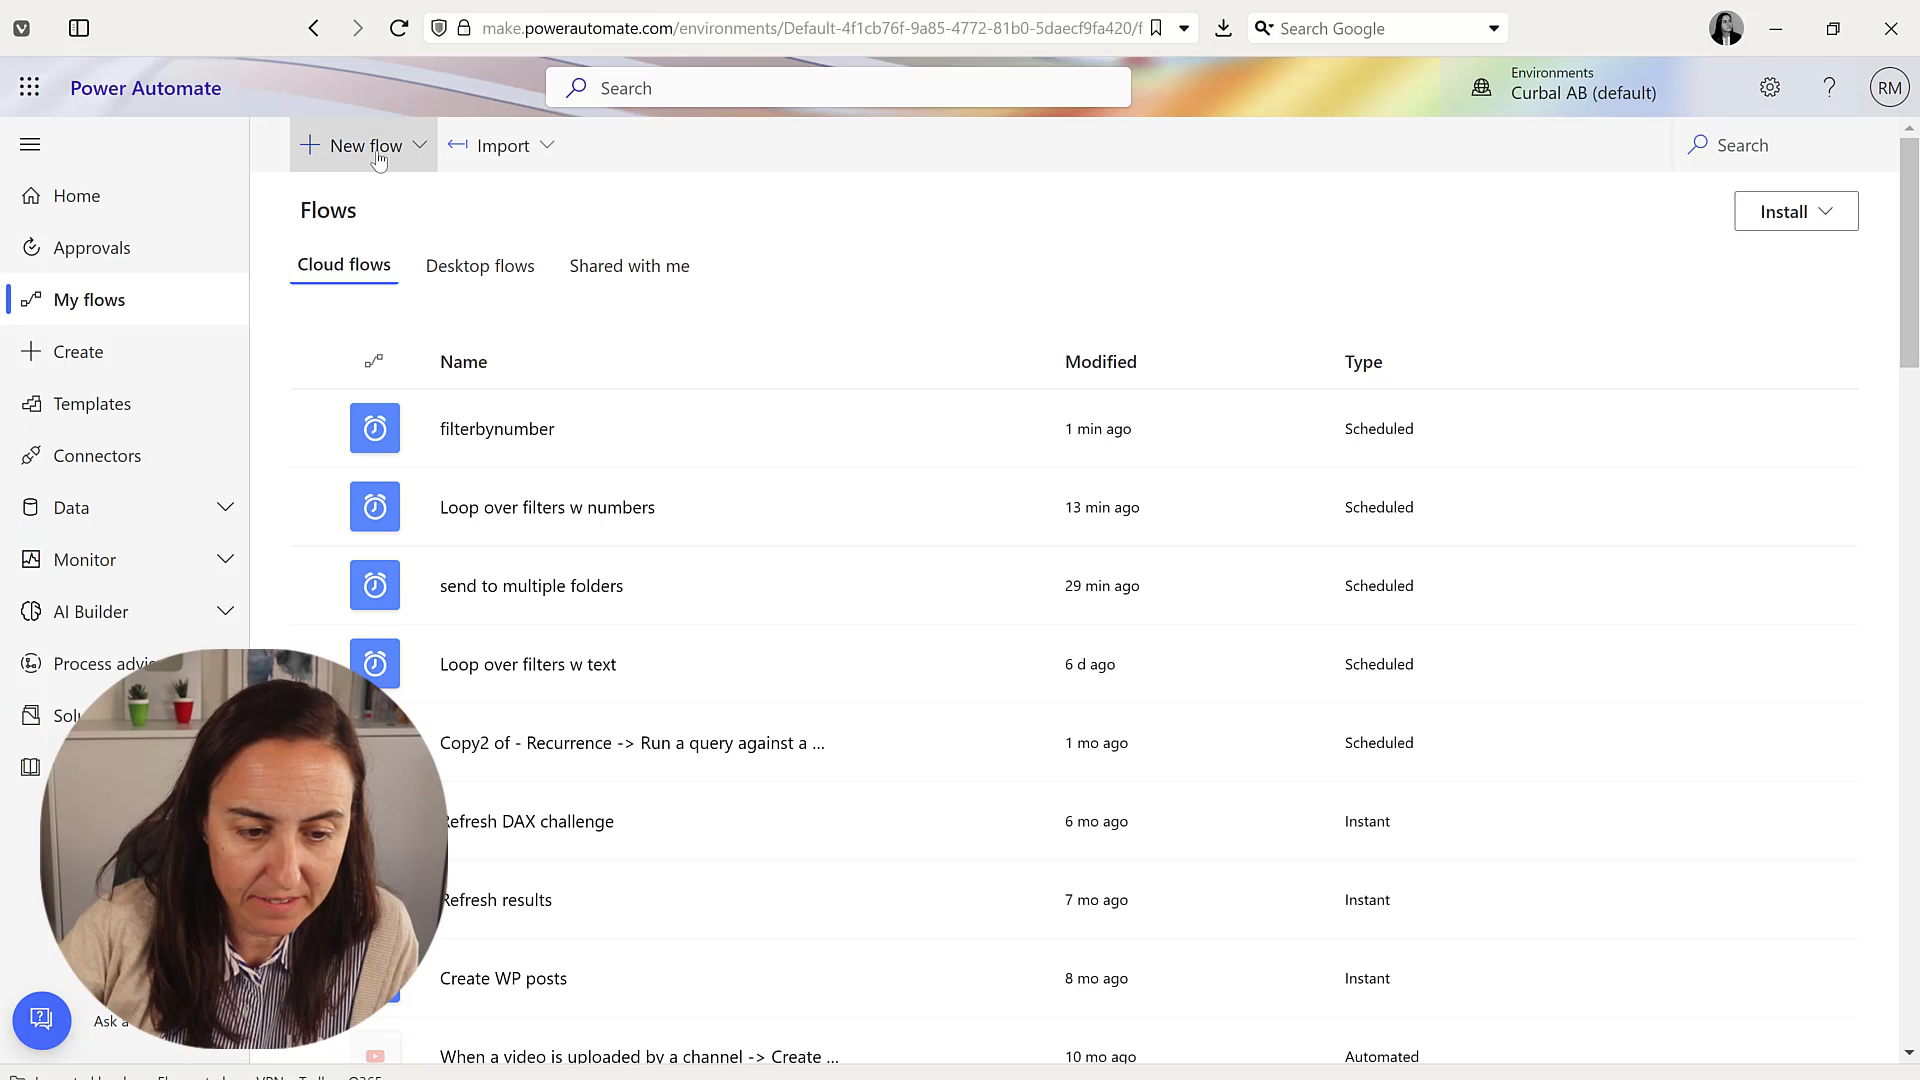 make.powerautomate.com/environments/Default-4f1cb76f-9a85-4772-81b0-5daecf9fa420/f
Search Google
Power Automate
Search
Environments
Curbal AB (default)
RM
New flow
Import
Search
Home
Approvals
My flows
Create
Templates
Connectors
Data
Monitor
AI Builder
Process advis
Solu
Ask a
Flows
Install
Cloud flows
Desktop flows
Shared with me
Name Modified Type
filterbynumber 1 min ago Scheduled
Loop over filters w numbers 13 min ago Scheduled
send to multiple folders 29 min ago Scheduled
Loop over filters w text 6 d ago Scheduled
Copy2 of - Recurrence -> Run a query against a ... 1 mo ago Scheduled
Refresh DAX challenge 6 mo ago Instant
Refresh results 7 mo ago Instant
Create WP posts 8 mo ago Instant
When a video is uploaded by a channel -> Create ... 10 mo ago Automated